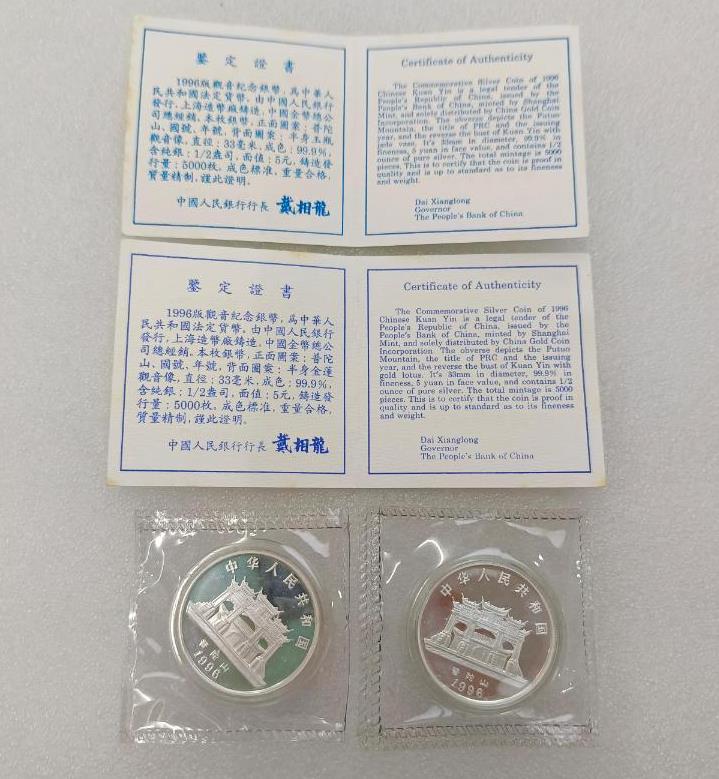 鑒定證書
1996版觀音紀念銀幣,爲中華人
民共和國法定貨幣,由中國人民銀行
發行,上海造幣廠鑄造,中國金幣總公
司總經銷,本枚銀幣,正面圖案:普陀
山、國號、年號,背面圖案:半身玉瓶
觀音像,直徑:33毫米,成色:99.9%,
含純銀:1/2盎司,面值:5元,鑄造發
行量:5000枚,成色標准,重量合格,
質量精制,謹此證明。
中國人民銀行行長 戴相龍
Certificate of Authenticity
The Commemorative Silver Coin of 1996
Chinese Kuan Yin is a legal tender of the
People's Republic of China, issued by the
People's Bank of China, minted by Shanghai
Mint, and solely distributed by China Gold Coin
Incorporation. The obverse depicts the Putuo
Mountain, the title of PRC and the issuing
year, and the reverse the bust of Kuan Yin with
jade vase. It's 33mm in diameter, 99.9% in
fineness, 5 yuan in face value, and contains 1/2
ounce of pure silver. The total mintage is 5000
pieces. This is to certify that the coin is proof in
quality and is up to standard as to its fineness
and weight.
Dai Xianglong
Governor
The People's Bank of China
鑒定證書
1996版觀音紀念銀幣,爲中華人
民共和國法定貨幣,由中國人民銀行
發行,上海造幣廠鑄造,中國金幣總公
司總經銷,本枚銀幣,正面圖案:普陀
山、國號、年號,背面圖案:半身金蓮
觀音像,直徑:33毫米,成色:99.9%,
含純銀:1/2盎司,面值:5元,鑄造發
行量:5000枚,成色標准,重量合格,
質量精制,謹此證明。
中國人民銀行行長 戴相龍
Certificate of Authenticity
The Commemorative Silver Coin of 1996
Chinese Kuan Yin is a legal tender of the
People's Republic of China, issued by the
People's Bank of China, minted by Shanghai
Mint, and solely distributed by China Gold Coin
Incorporation. The obverse depicts the Putuo
Mountain, the title of PRC and the issuing
year, and the reverse the bust of Kuan Yin with
gold lotus. It's 33mm in diameter, 99.9% in
fineness, 5 yuan in face value, and contains 1/2
ounce of pure silver. The total mintage is 5000
pieces. This is to certify that the coin is proof in
quality and is up to standard as to its fineness
and weight.
Dai Xianglong
Governor
The People's Bank of China
中华人民共和国
普陀山
1996
中华人民共和国
普陀山
1996